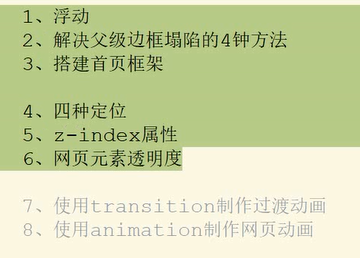 1、浮动
2、解决父级边框塌陷的4钟方法
3、搭建首页框架
4、四种定位
5、z-index属性
6、网页元素透明度
7、使用transition制作过渡动画
8、使用animation制作网页动画